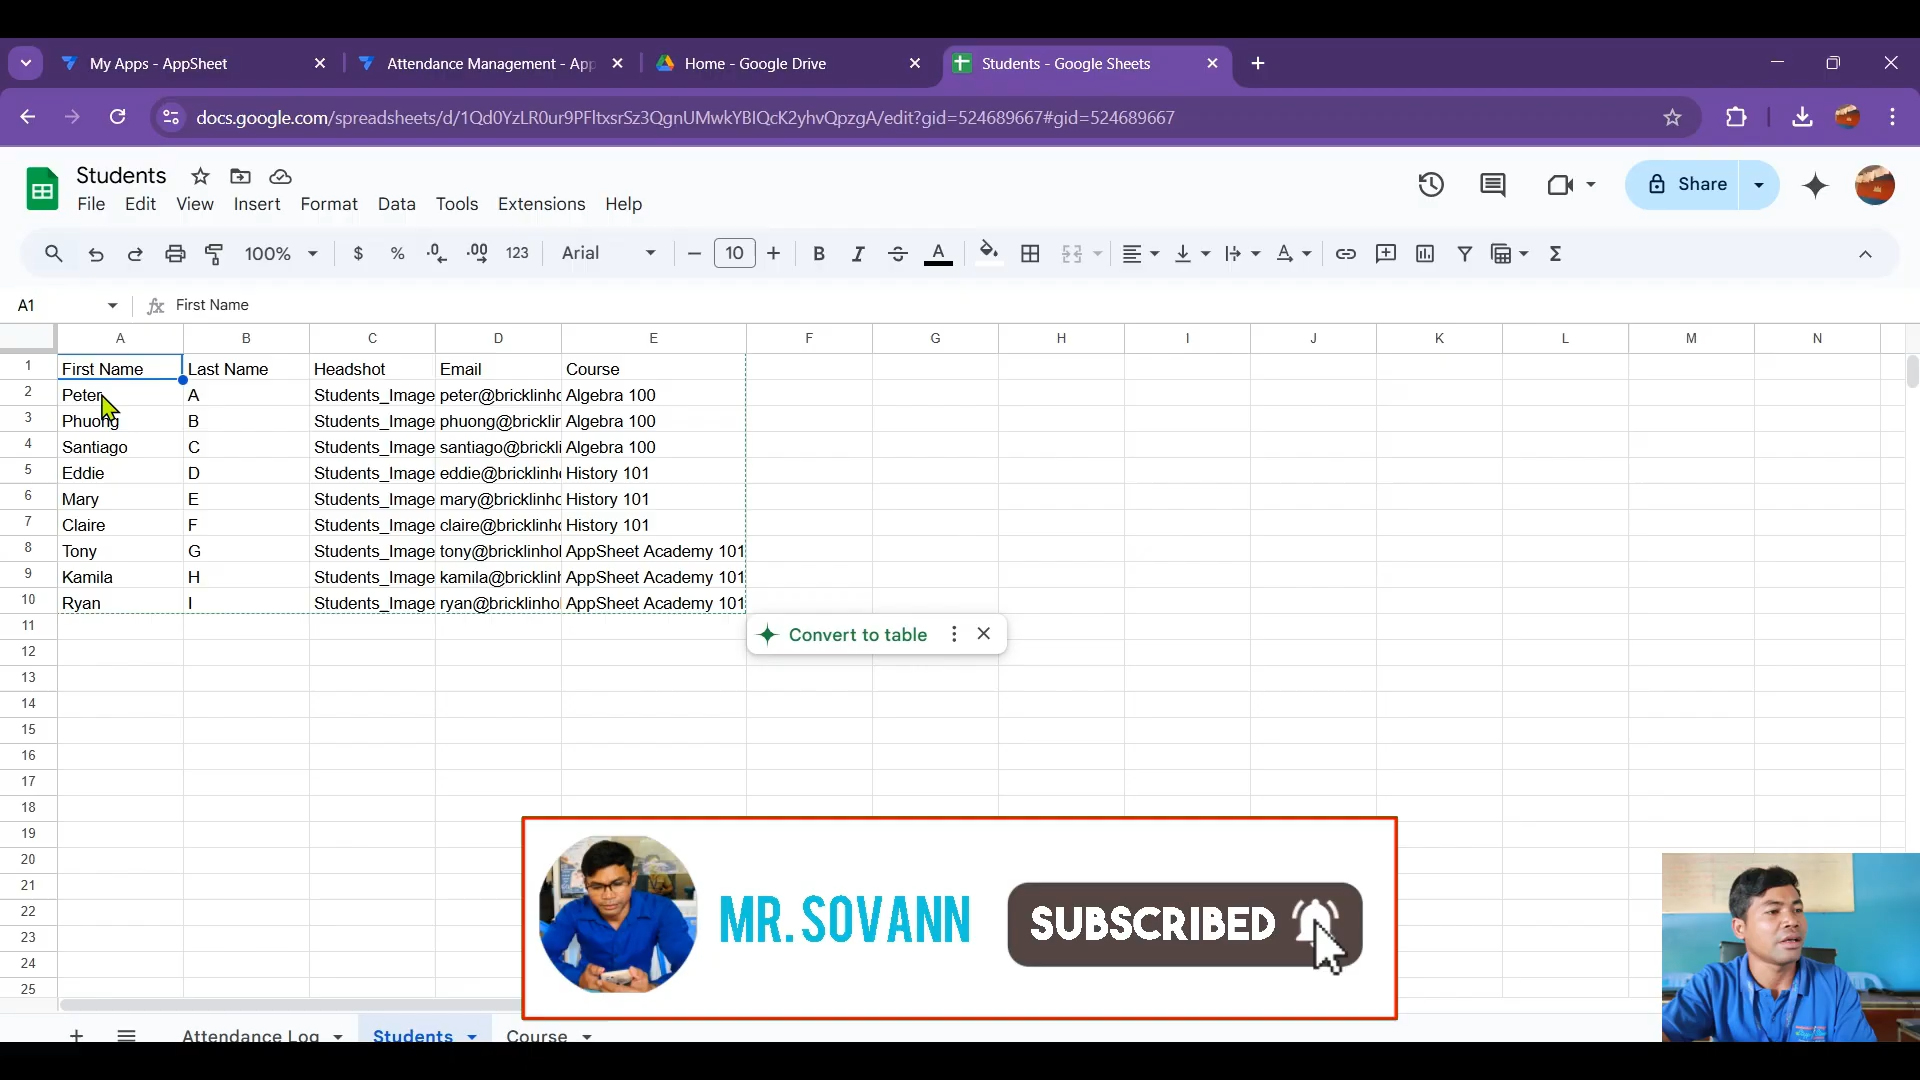 My Apps - AppSheet
Attendance Management - App
Home - Google Drive
Students - Google Sheets
docs.google.com/spreadsheets/d/1Qd0YzLR0ur9PFltxsrSz3QgnUMwkYBIQcK2yhvQpzgA/edit?gid=524689667#gid=524689667
Students
File Edit View Insert Format Data Tools Extensions Help
Share
100% $ % .0 .00 123 Arial 10 B I A Σ
A1 fx First Name
A B C D E F G H I J K L M N
1 First Name Last Name Headshot Email Course
2 Peter A Students_Image peter@bricklinho Algebra 100
3 Phuong B Students_Image phuong@bricklin Algebra 100
4 Santiago C Students_Image santiago@brickli Algebra 100
5 Eddie D Students_Image eddie@bricklinh History 101
6 Mary E Students_Image mary@bricklinho History 101
7 Claire F Students_Image claire@bricklinh History 101
8 Tony G Students_Image tony@bricklinhol AppSheet Academy 101
9 Kamila H Students_Image kamila@bricklinh AppSheet Academy 101
10 Ryan I Students_Image ryan@bricklinhol AppSheet Academy 101
11
Convert to table
12
13
14
15
16
17
18
19
20
21
22
23
24
25
MR. SOVANN
SUBSCRIBED
Attendance Log Students Course